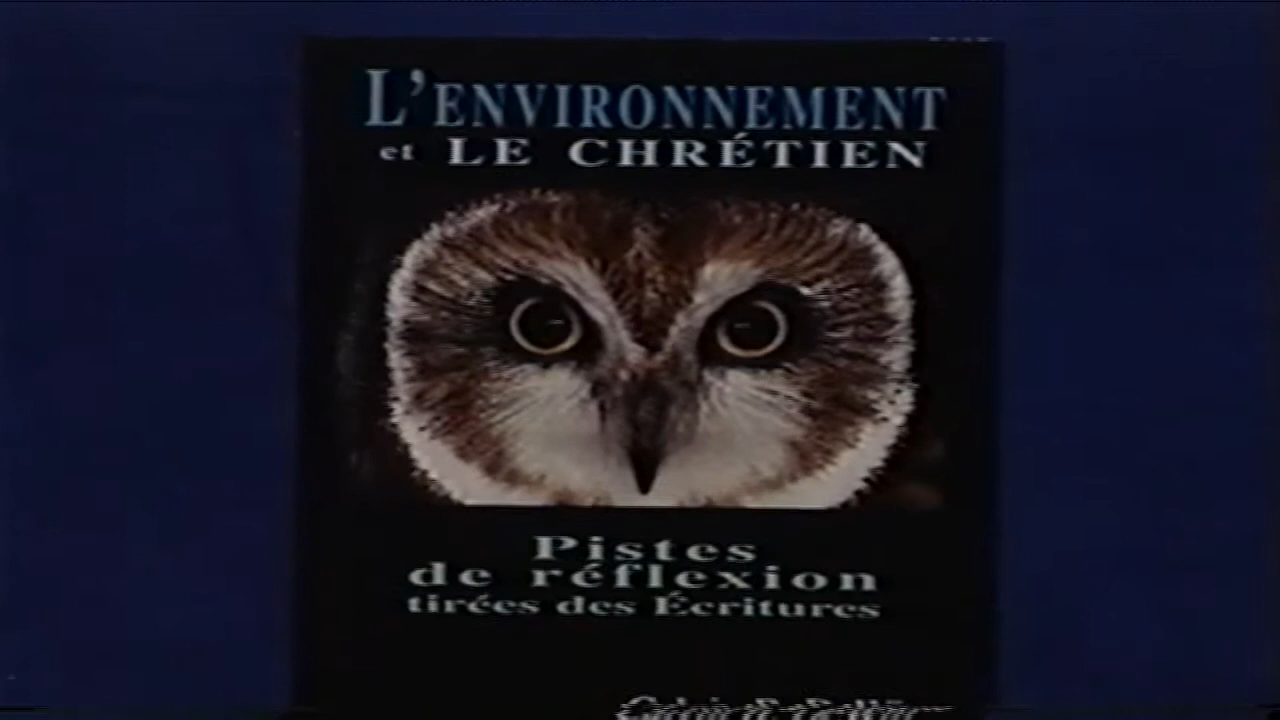 L'ENVIRONNEMENT
et LE CHRÉTIEN
Pistes
de réflexion
tirées des Écritures